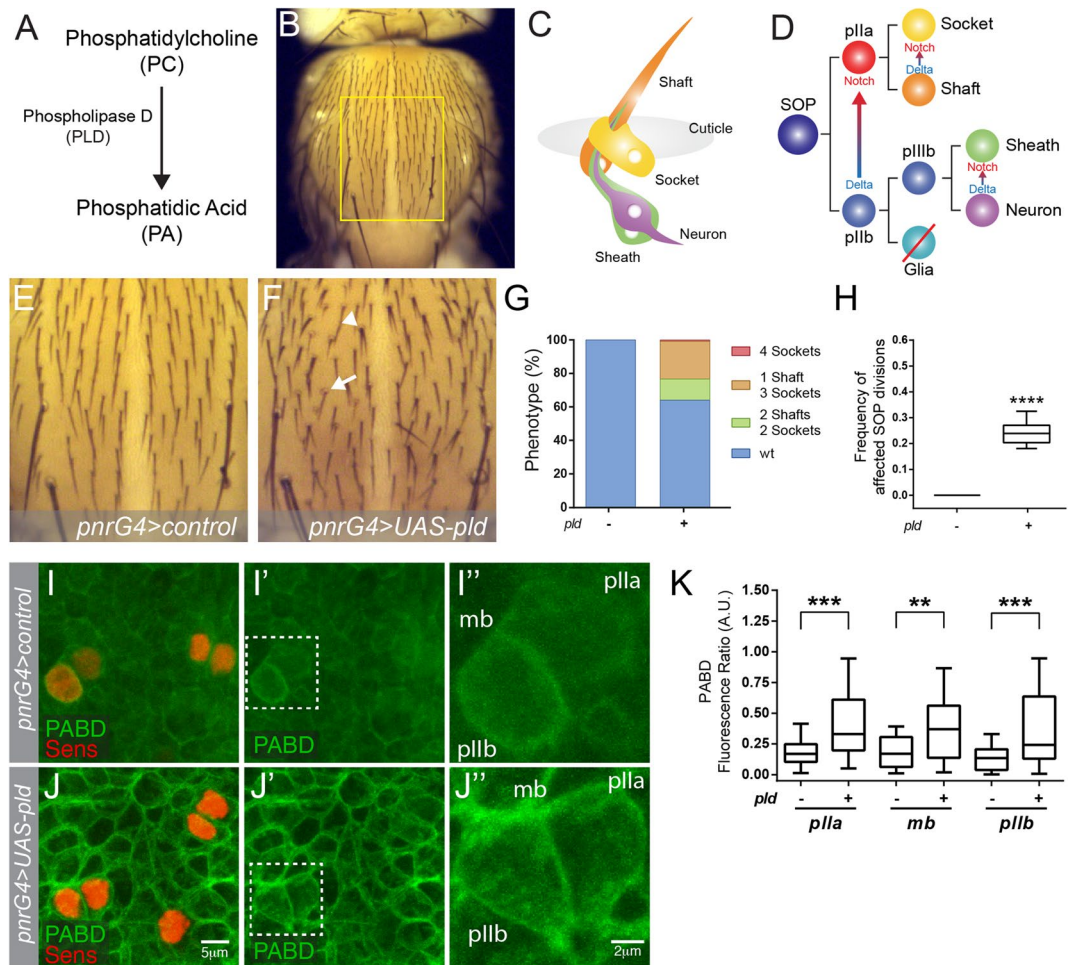 A
Phosphatidylcholine
(PC)
Phospholipase D
(PLD)
Phosphatidic Acid
(PA)
B
C
Shaft
Cuticle
Socket
Neuron
Sheath
D
SOP
pIIa
Notch
Delta
pIIb
Socket
Notch
Delta
Shaft
pIIIb
Glia
Sheath
Notch
Delta
Neuron
E
pnrG4>control
F
pnrG4>UAS-pld
G
Phenotype (%)
100
80
60
40
20
0
pld
-
+
4 Sockets
1 Shaft
3 Sockets
2 Shafts
2 Sockets
wt
H
Frequency of
affected SOP divisions
0.6
0.5
0.4
0.3
0.2
0.1
0.0
****
pld
-
+
pnrG4>control
I
PABD
Sens
I'
PABD
I''
pIIa
mb
pIIb
pnrG4>UAS-pld
J
PABD
Sens
5μm
J'
PABD
J''
mb
pIIa
pIIb
2μm
K
PABD
Fluorescence Ratio (A.U.)
1.50
1.25
1.00
0.75
0.50
0.25
0.00
***
**
***
pld
-
+
-
+
-
+
pIIa
mb
pIIb